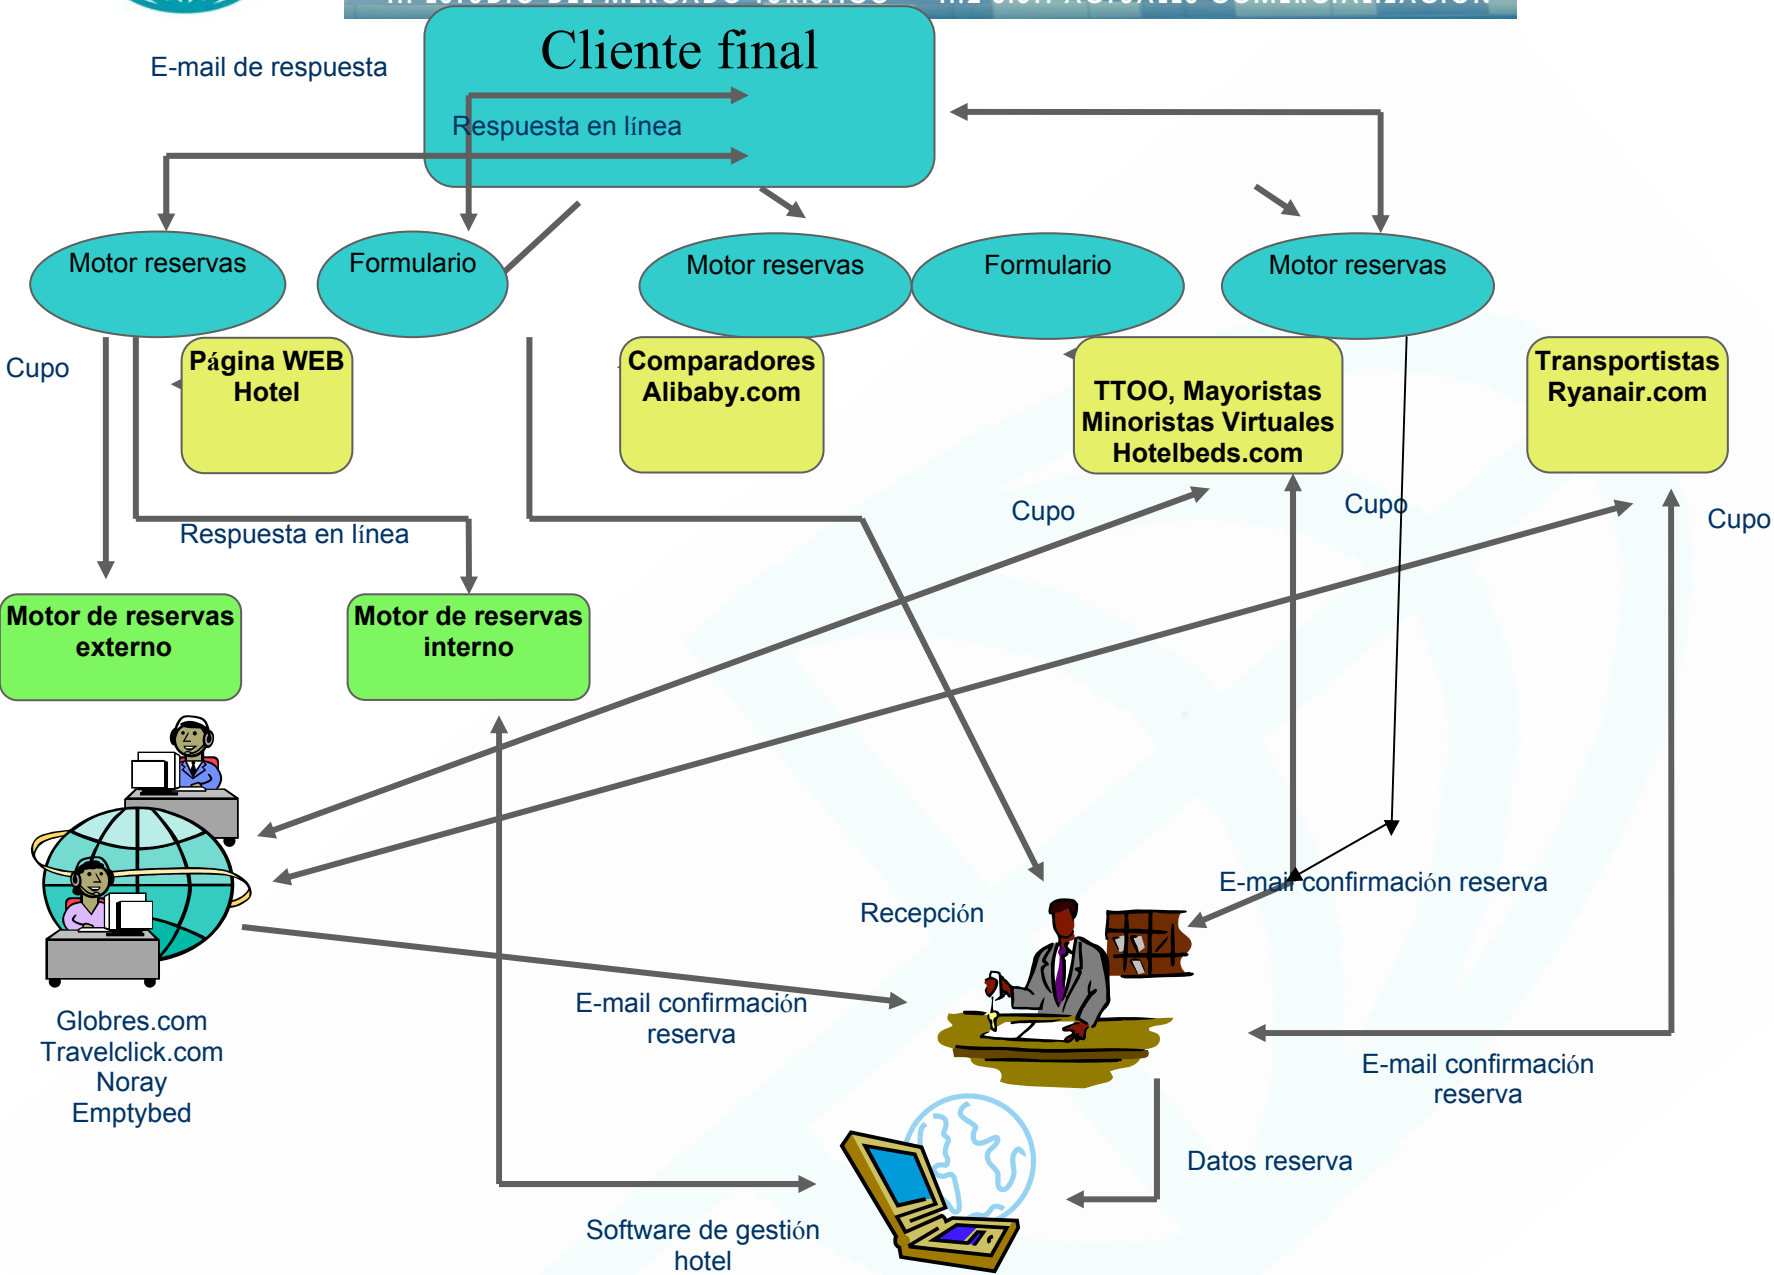 Cliente final
E-mail de respuesta
Respuesta en línea
Motor reservas
Formulario
Motor reservas
Formulario
Motor reservas
Cupo
Página WEB
Hotel
Comparadores
Alibaby.com
TTOO, Mayoristas
Minoristas Virtuales
Hotelbeds.com
Transportistas
Ryanair.com
Cupo
Cupo
Cupo
Respuesta en línea
Motor de reservas
externo
Motor de reservas
interno
E-mail confirmación reserva
Recepción
E-mail confirmación
reserva
Globres.com
Travelclick.com
Noray
Emptybed
E-mail confirmación
reserva
Datos reserva
Software de gestión
hotel